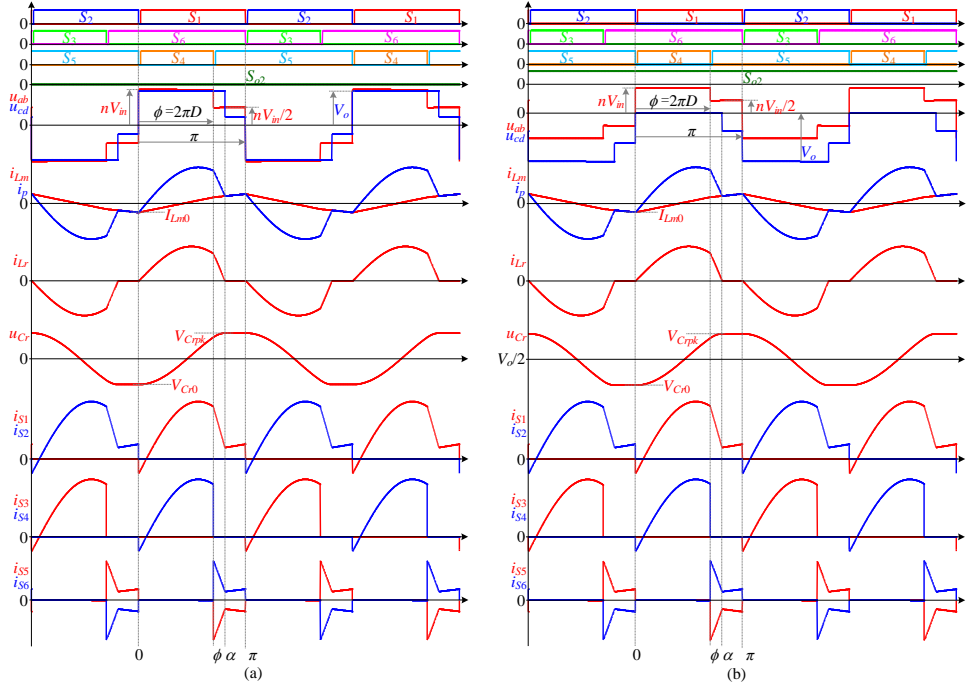 S2 S1 S2 S1
0
S3 S6 S3 S6
0
S5 S4 S5 S4
0
So2
0
uab
ucd
nVin
ϕ=2πD
nVin/2
Vo
0
π
iLm
ip
0
ILm0
iLr
0
uCr
VCrpk
0
VCr0
iS1
iS2
0
iS3
iS4
0
iS5
iS6
0
0 ϕ α π
(a)
S2 S1 S2 S1
0
S3 S6 S3 S6
0
S5 S4 S5 S4
0
So2
0
nVin
ϕ=2πD
nVin/2
0
uab
ucd
π
Vo
iLm
ip
0
ILm0
iLr
0
uCr
VCrpk
Vo/2
VCr0
iS1
iS2
0
iS3
iS4
0
iS5
iS6
0
0 ϕ α π
(b)